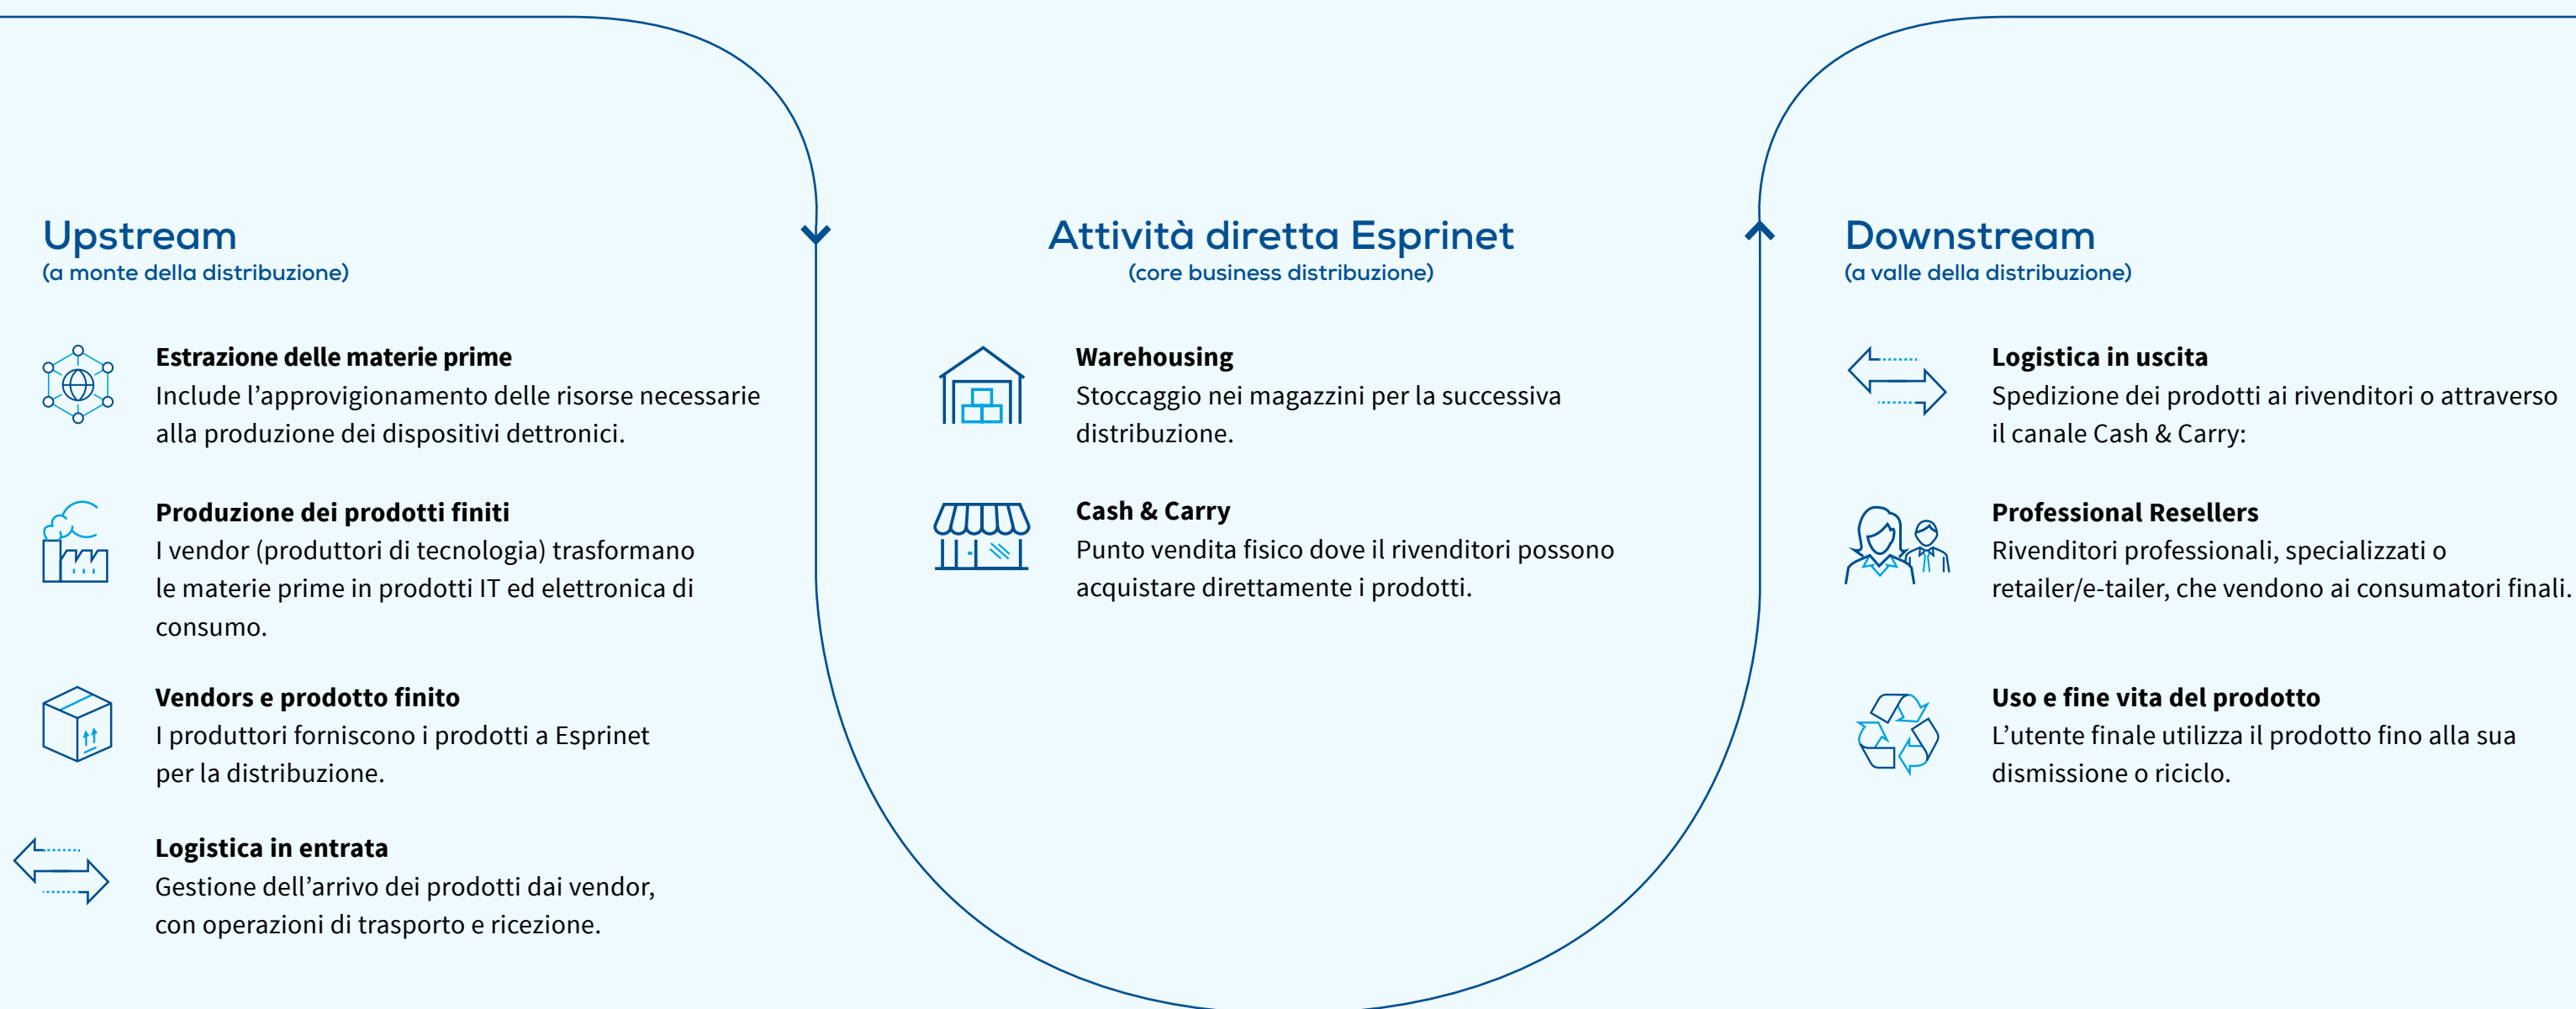 Upstream
(a monte della distribuzione)
Estrazione delle materie prime
Include l'approvigionamento delle risorse necessarie
alla produzione dei dispositivi dettronici.
Produzione dei prodotti finiti
I vendor (produttori di tecnologia) trasformano
le materie prime in prodotti IT ed elettronica di
consumo.
Vendors e prodotto finito
I produttori forniscono i prodotti a Esprinet
per la distribuzione.
Logistica in entrata
Gestione dell'arrivo dei prodotti dai vendor,
con operazioni di trasporto e ricezione.
Attività diretta Esprinet
(core business distribuzione)
Warehousing
Stoccaggio nei magazzini per la successiva
distribuzione.
Cash & Carry
Punto vendita fisico dove il rivenditori possono
acquistare direttamente i prodotti.
Downstream
(a valle della distribuzione)
Logistica in uscita
Spedizione dei prodotti ai rivenditori o attraverso
il canale Cash & Carry:
Professional Resellers
Rivenditori professionali, specializzati o
retailer/e-tailer, che vendono ai consumatori finali.
Uso e fine vita del prodotto
L'utente finale utilizza il prodotto fino alla sua
dismissione o riciclo.